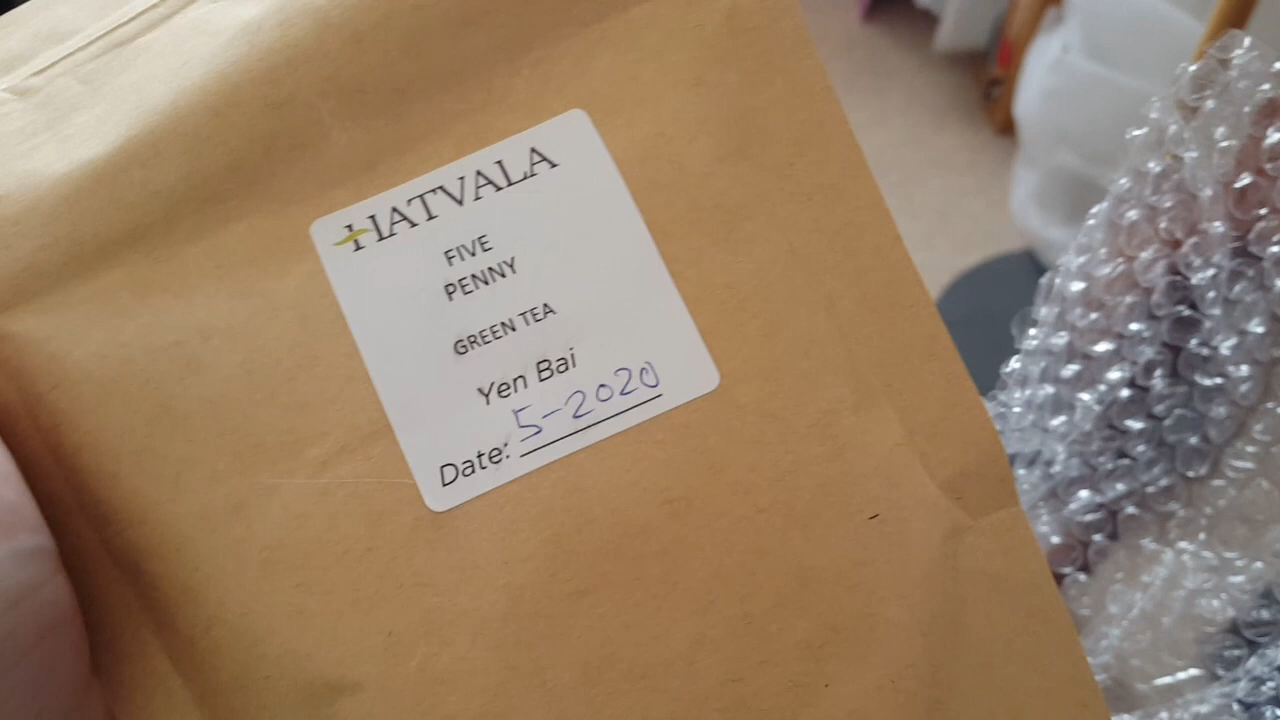 HATVALA
FIVE
PENNY
GREEN TEA
Yen Bai
Date: 5-2020